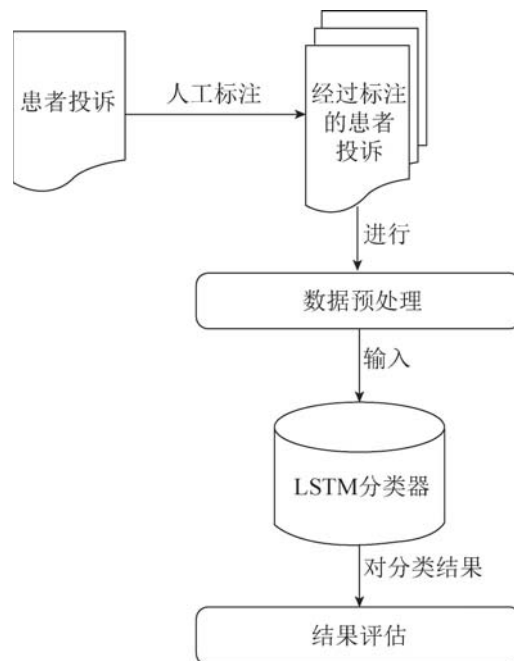 患者投诉
人工标注
经过标注
的患者
投诉
进行
数据预处理
输入
LSTM分类器
对分类结果
结果评估